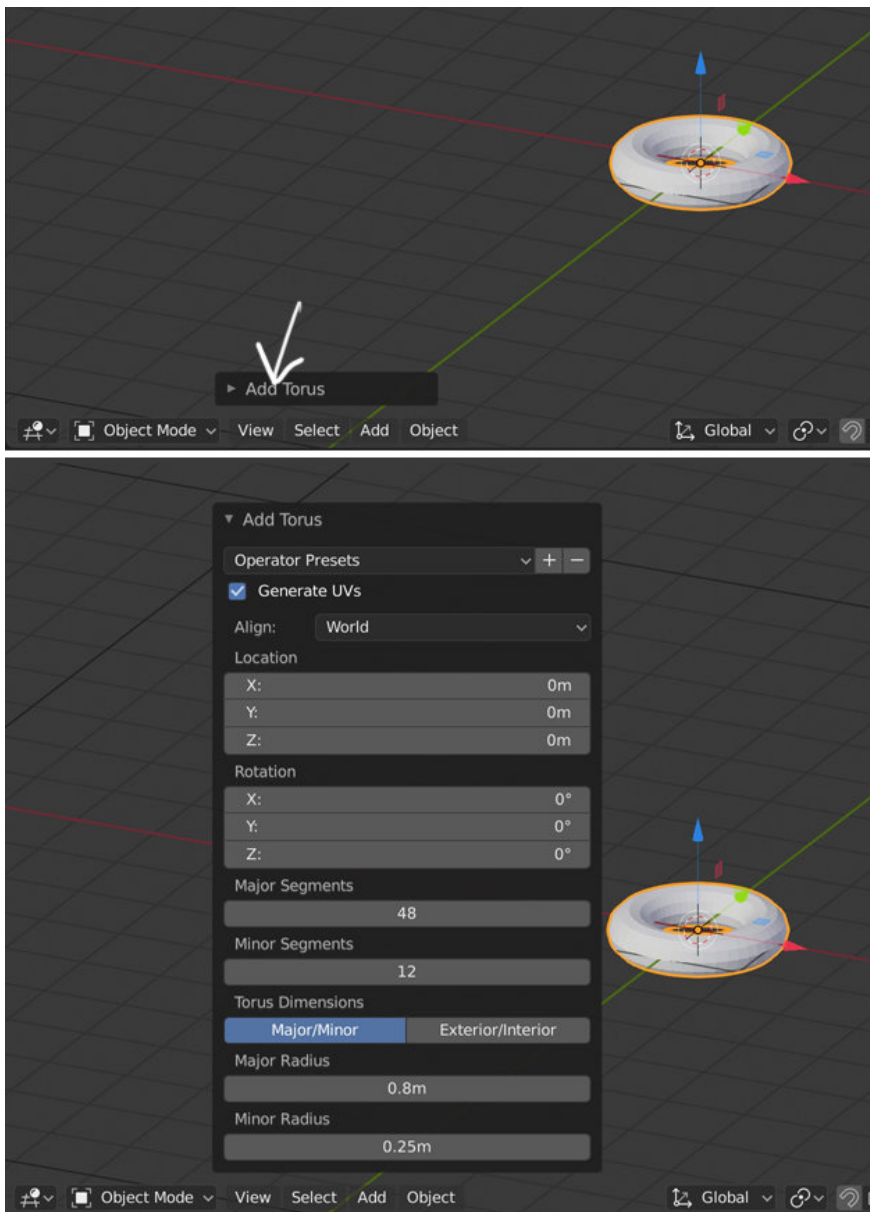 Add Torus
Object Mode View Select Add Object Global
Add Torus
Operator Presets + −
Generate UVs
Align: World
Location
X: 0m
Y: 0m
Z: 0m
Rotation
X: 0°
Y: 0°
Z: 0°
Major Segments
48
Minor Segments
12
Torus Dimensions
Major/Minor Exterior/Interior
Major Radius
0.8m
Minor Radius
0.25m
Object Mode View Select Add Object Global